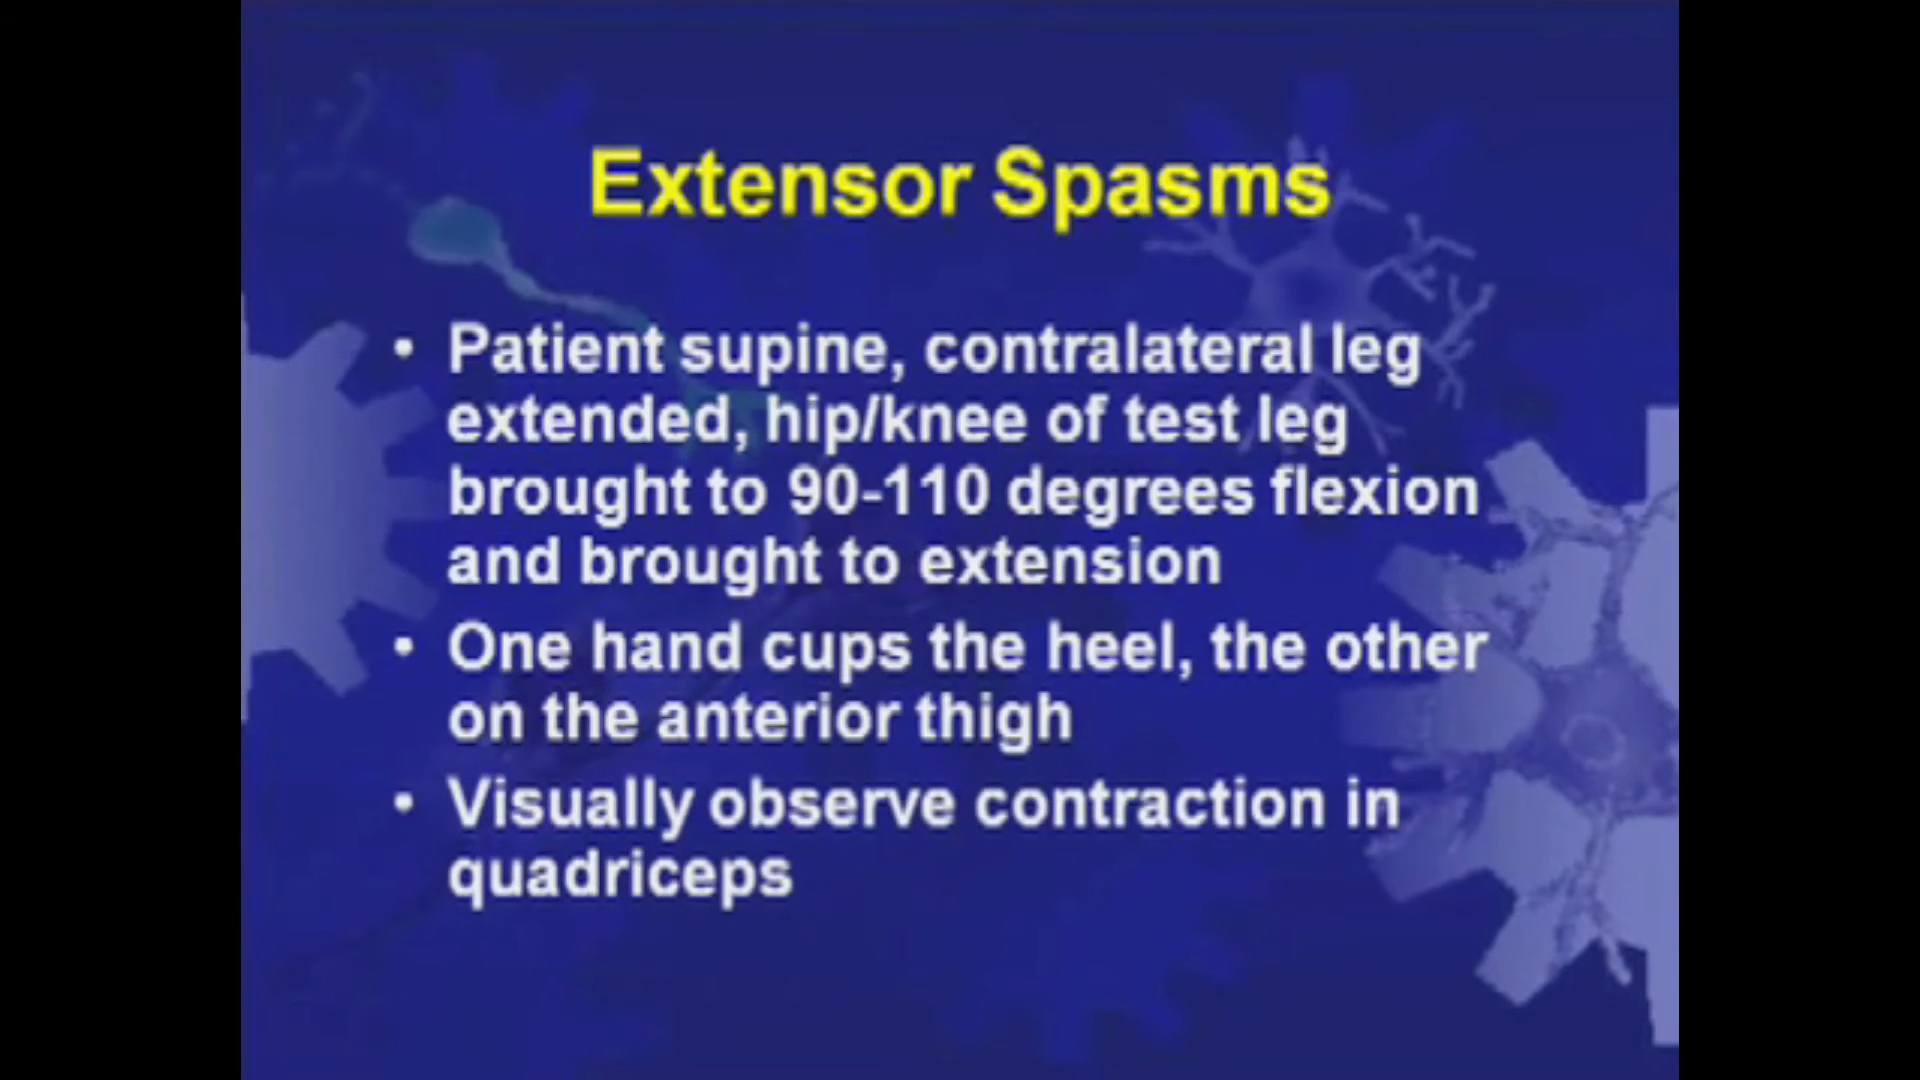 Extensor Spasms
• Patient supine, contralateral leg
extended, hip/knee of test leg
brought to 90-110 degrees flexion
and brought to extension
• One hand cups the heel, the other
on the anterior thigh
• Visually observe contraction in
quadriceps